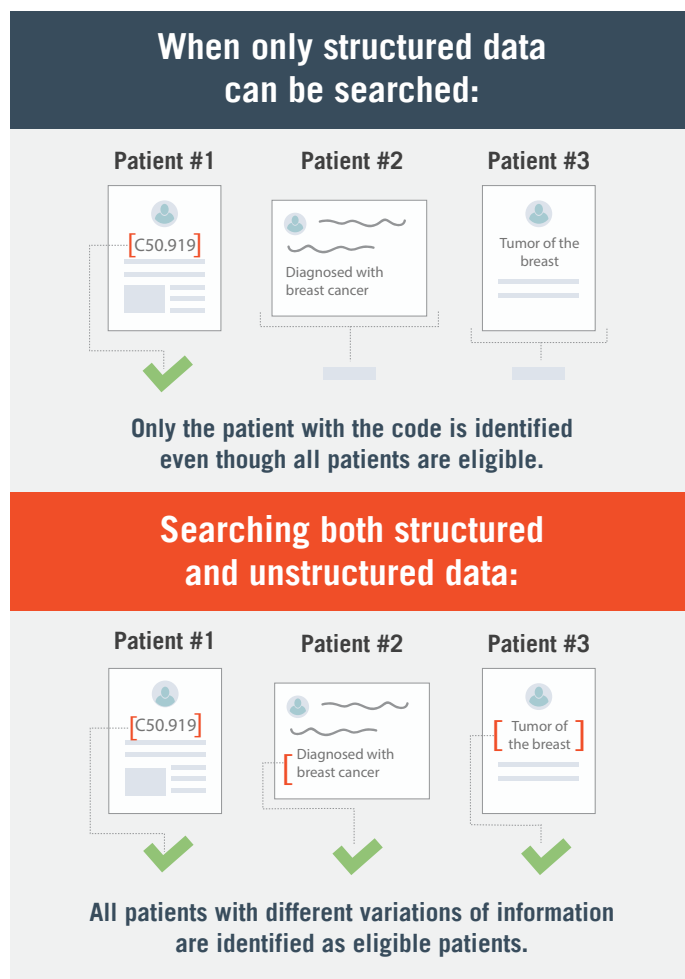 When only structured data
can be searched:
Patient #1
Patient #2
Patient #3
[C50.919]
Diagnosed with
breast cancer
Tumor of the
breast
Only the patient with the code is identified
even though all patients are eligible.
Searching both structured
and unstructured data:
Patient #1
Patient #2
Patient #3
[C50.919]
[Diagnosed with
breast cancer
[Tumor of
the breast]
All patients with different variations of information
are identified as eligible patients.